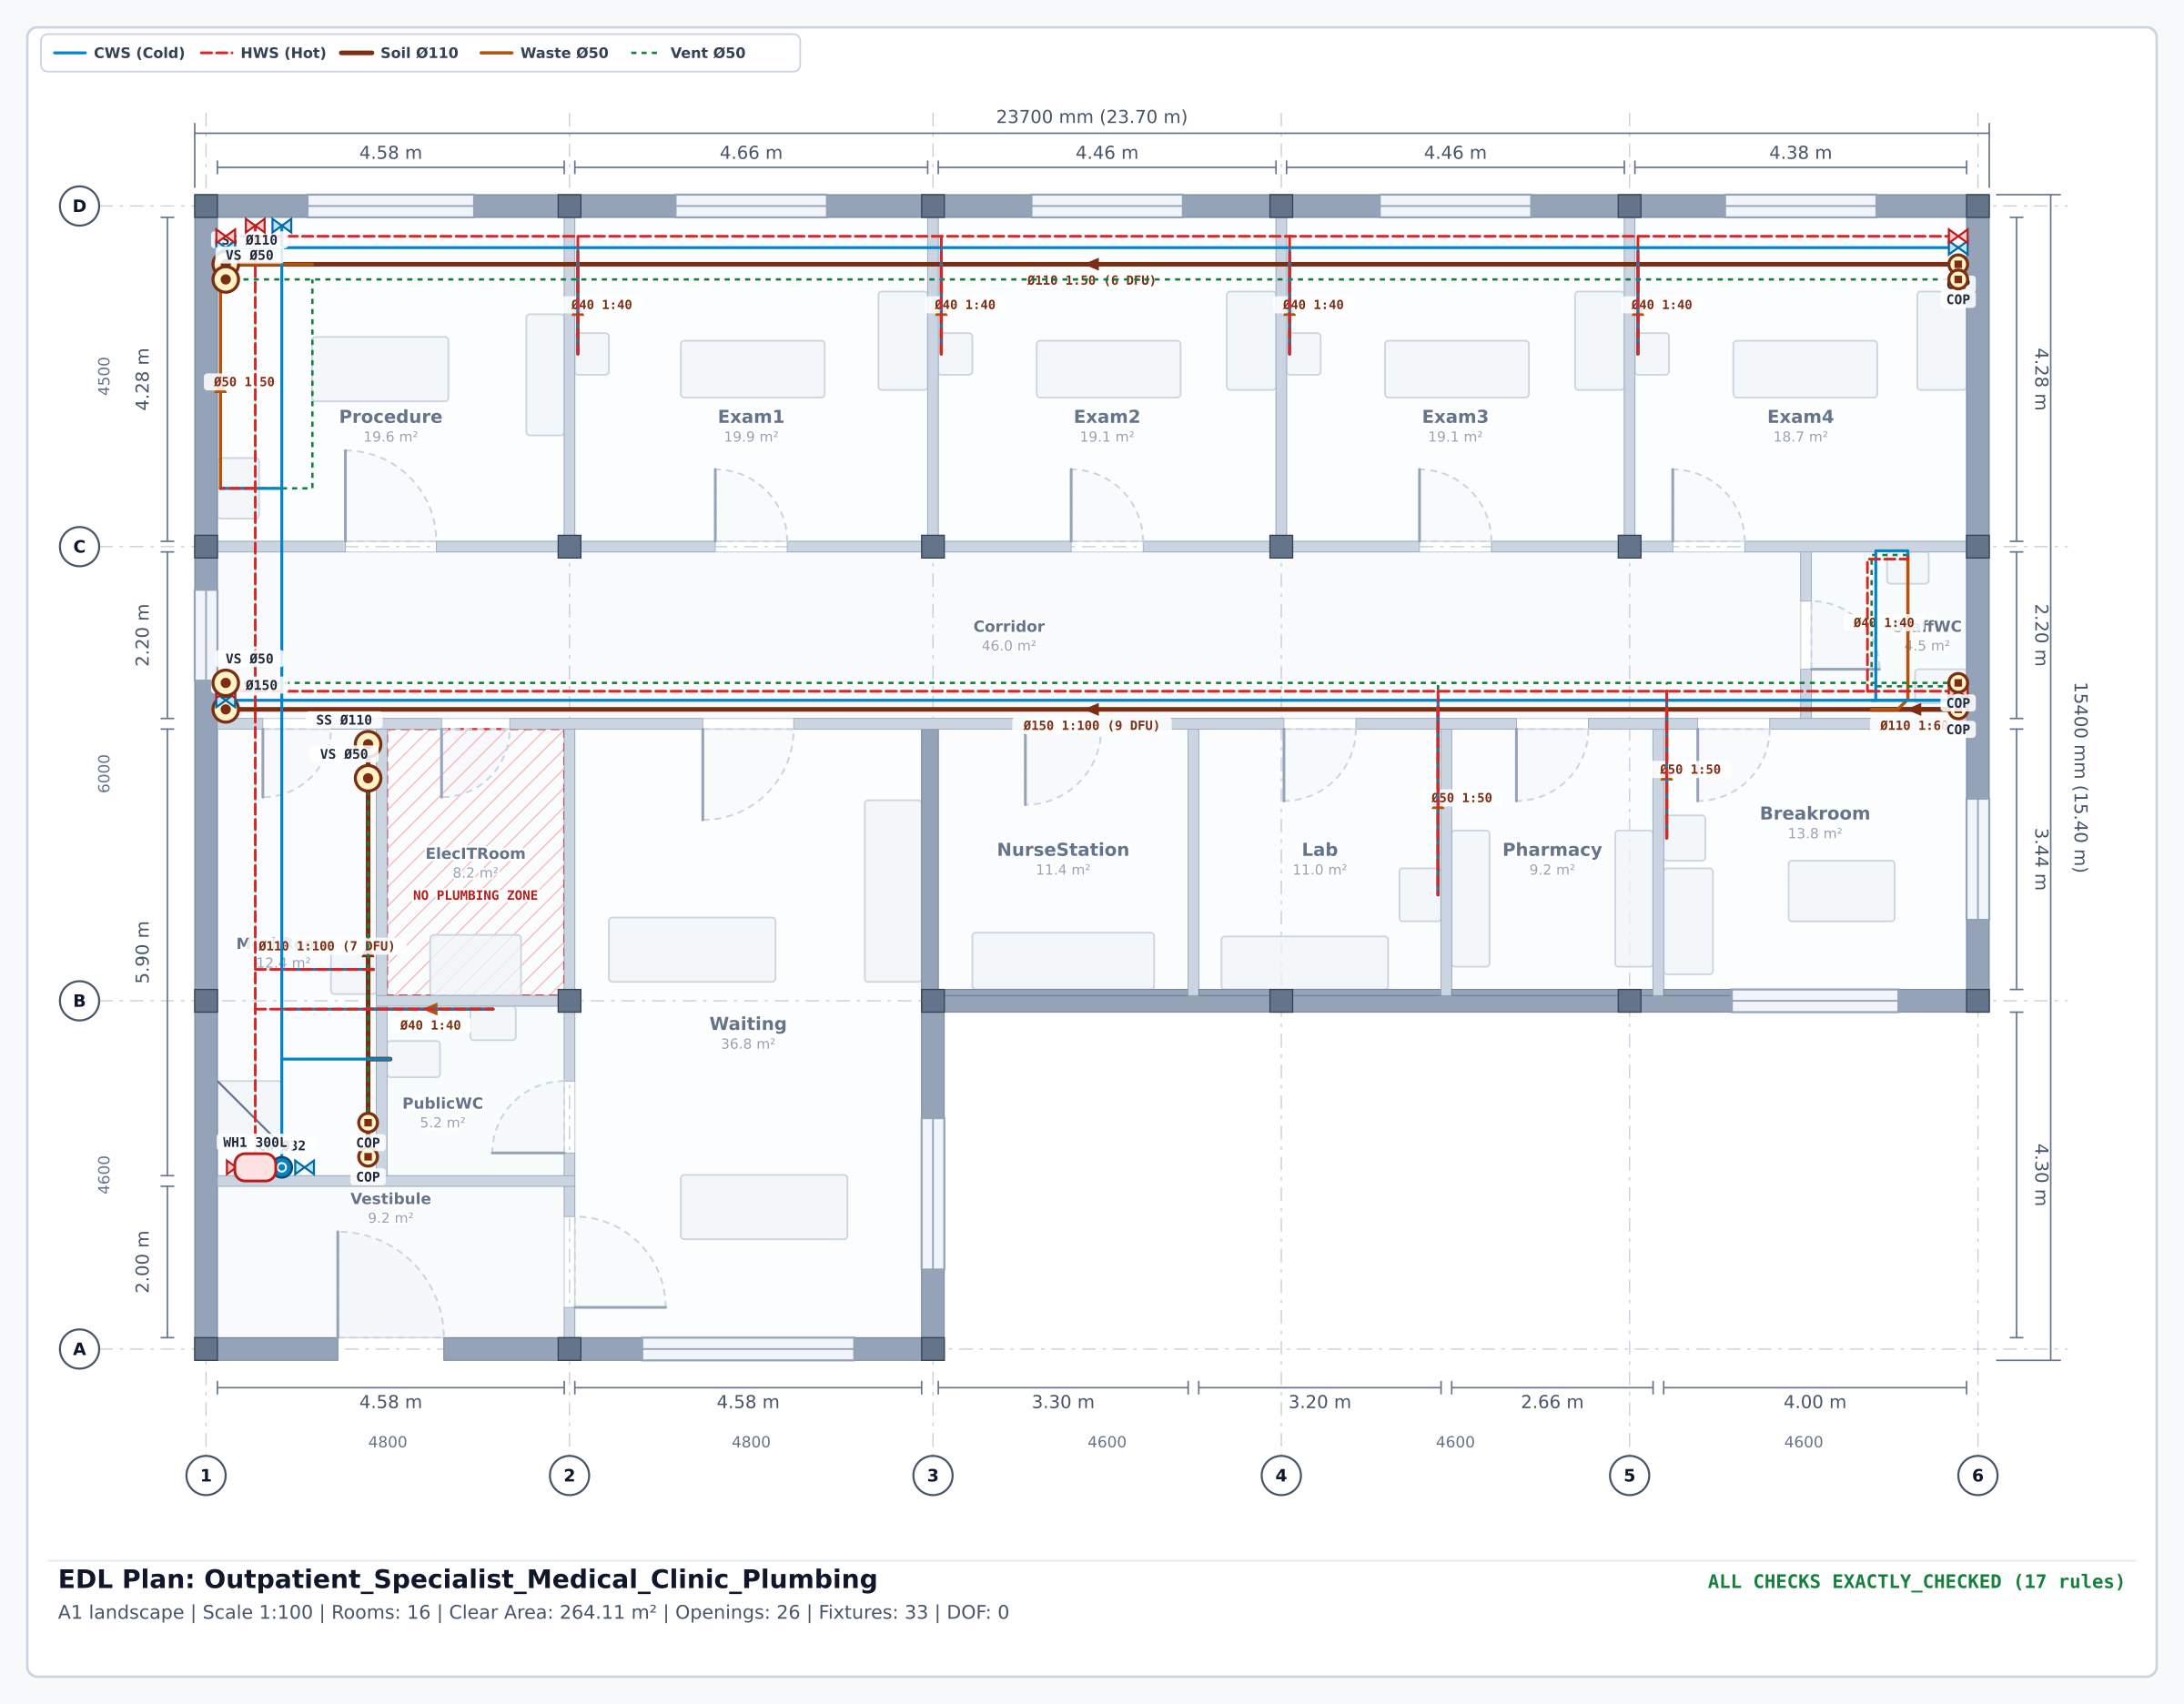 CWS (Cold) HWS (Hot) Soil Ø110 Waste Ø50 Vent Ø50
23700 mm (23.70 m)
4.58 m 4.66 m 4.46 m 4.46 m 4.38 m
D
Ø110
VS Ø50
Ø110 1:50 (6 DFU)
COP
Ø40 1:40 Ø40 1:40 Ø40 1:40 Ø40 1:40
4500
4.28 m
4.28 m
Ø50 1:50
Procedure Exam1 Exam2 Exam3 Exam4
19.6 m² 19.9 m² 19.1 m² 19.1 m² 18.7 m²
C
2.20 m
2.20 m
Corridor
46.0 m²
Ø40 1:40
ffWC
4.5 m²
VS Ø50
Ø150
COP
SS Ø110
Ø150 1:100 (9 DFU)
Ø110 1:6
COP
VS Ø50
15400 mm (15.40 m)
6000
Ø50 1:50
Ø50 1:50
Breakroom
13.8 m²
ElecITRoom
8.2 m²
NO PLUMBING ZONE
NurseStation Lab Pharmacy
11.4 m² 11.0 m² 9.2 m²
3.44 m
5.90 m
M
Ø110 1:100 (7 DFU)
12.4 m²
B
Ø40 1:40
Waiting
36.8 m²
PublicWC
5.2 m²
WH1 300L 32
COP
COP
4600
4.30 m
Vestibule
9.2 m²
2.00 m
A
4.58 m 4.58 m 3.30 m 3.20 m 2.66 m 4.00 m
4800 4800 4600 4600 4600
1 2 3 4 5 6
EDL Plan: Outpatient_Specialist_Medical_Clinic_Plumbing
ALL CHECKS EXACTLY_CHECKED (17 rules)
A1 landscape | Scale 1:100 | Rooms: 16 | Clear Area: 264.11 m² | Openings: 26 | Fixtures: 33 | DOF: 0